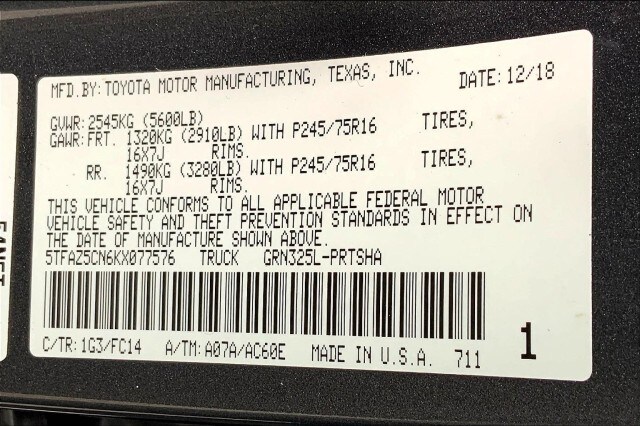 MFD.BY:TOYOTA MOTOR MANUFACTURING, TEXAS, INC. DATE:12/18
GVWR:2545KG (5600LB)
GAWR:FRT. 1320KG (2910LB) WITH P245/75R16 TIRES,
16X7J RIMS.
RR. 1490KG (3280LB) WITH P245/75R16 TIRES,
16X7J RIMS.
THIS VEHICLE CONFORMS TO ALL APPLICABLE FEDERAL MOTOR
VEHICLE SAFETY AND THEFT PREVENTION STANDARDS IN EFFECT ON
THE DATE OF MANUFACTURE SHOWN ABOVE.
5TFAZ5CN6KX077576 TRUCK GRN325L-PRTSHA
C/TR:1G3/FC14 A/TM:A07A/AC60E MADE IN U.S.A. 711 1